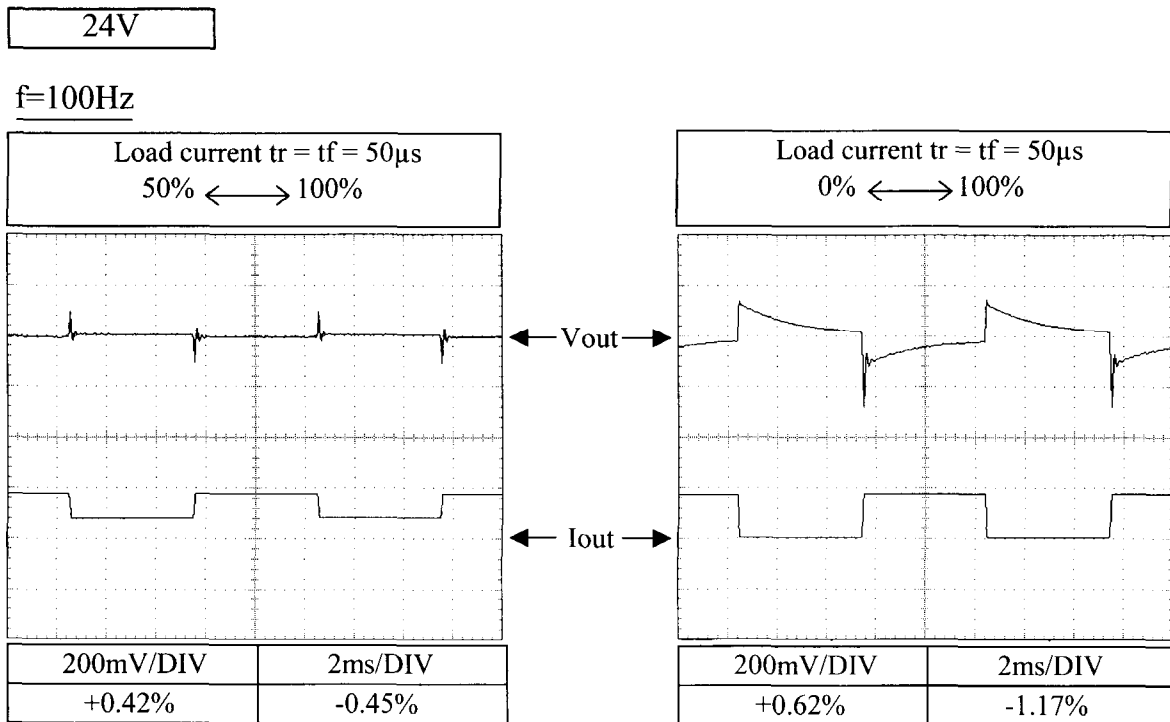 24V
f=100Hz
Load current tr = tf = 50µs
50% ⟷ 100%
Load current tr = tf = 50µs
0% ⟷ 100%
Vout
Iout
200mV/DIV 2ms/DIV
+0.42% -0.45%
200mV/DIV 2ms/DIV
+0.62% -1.17%